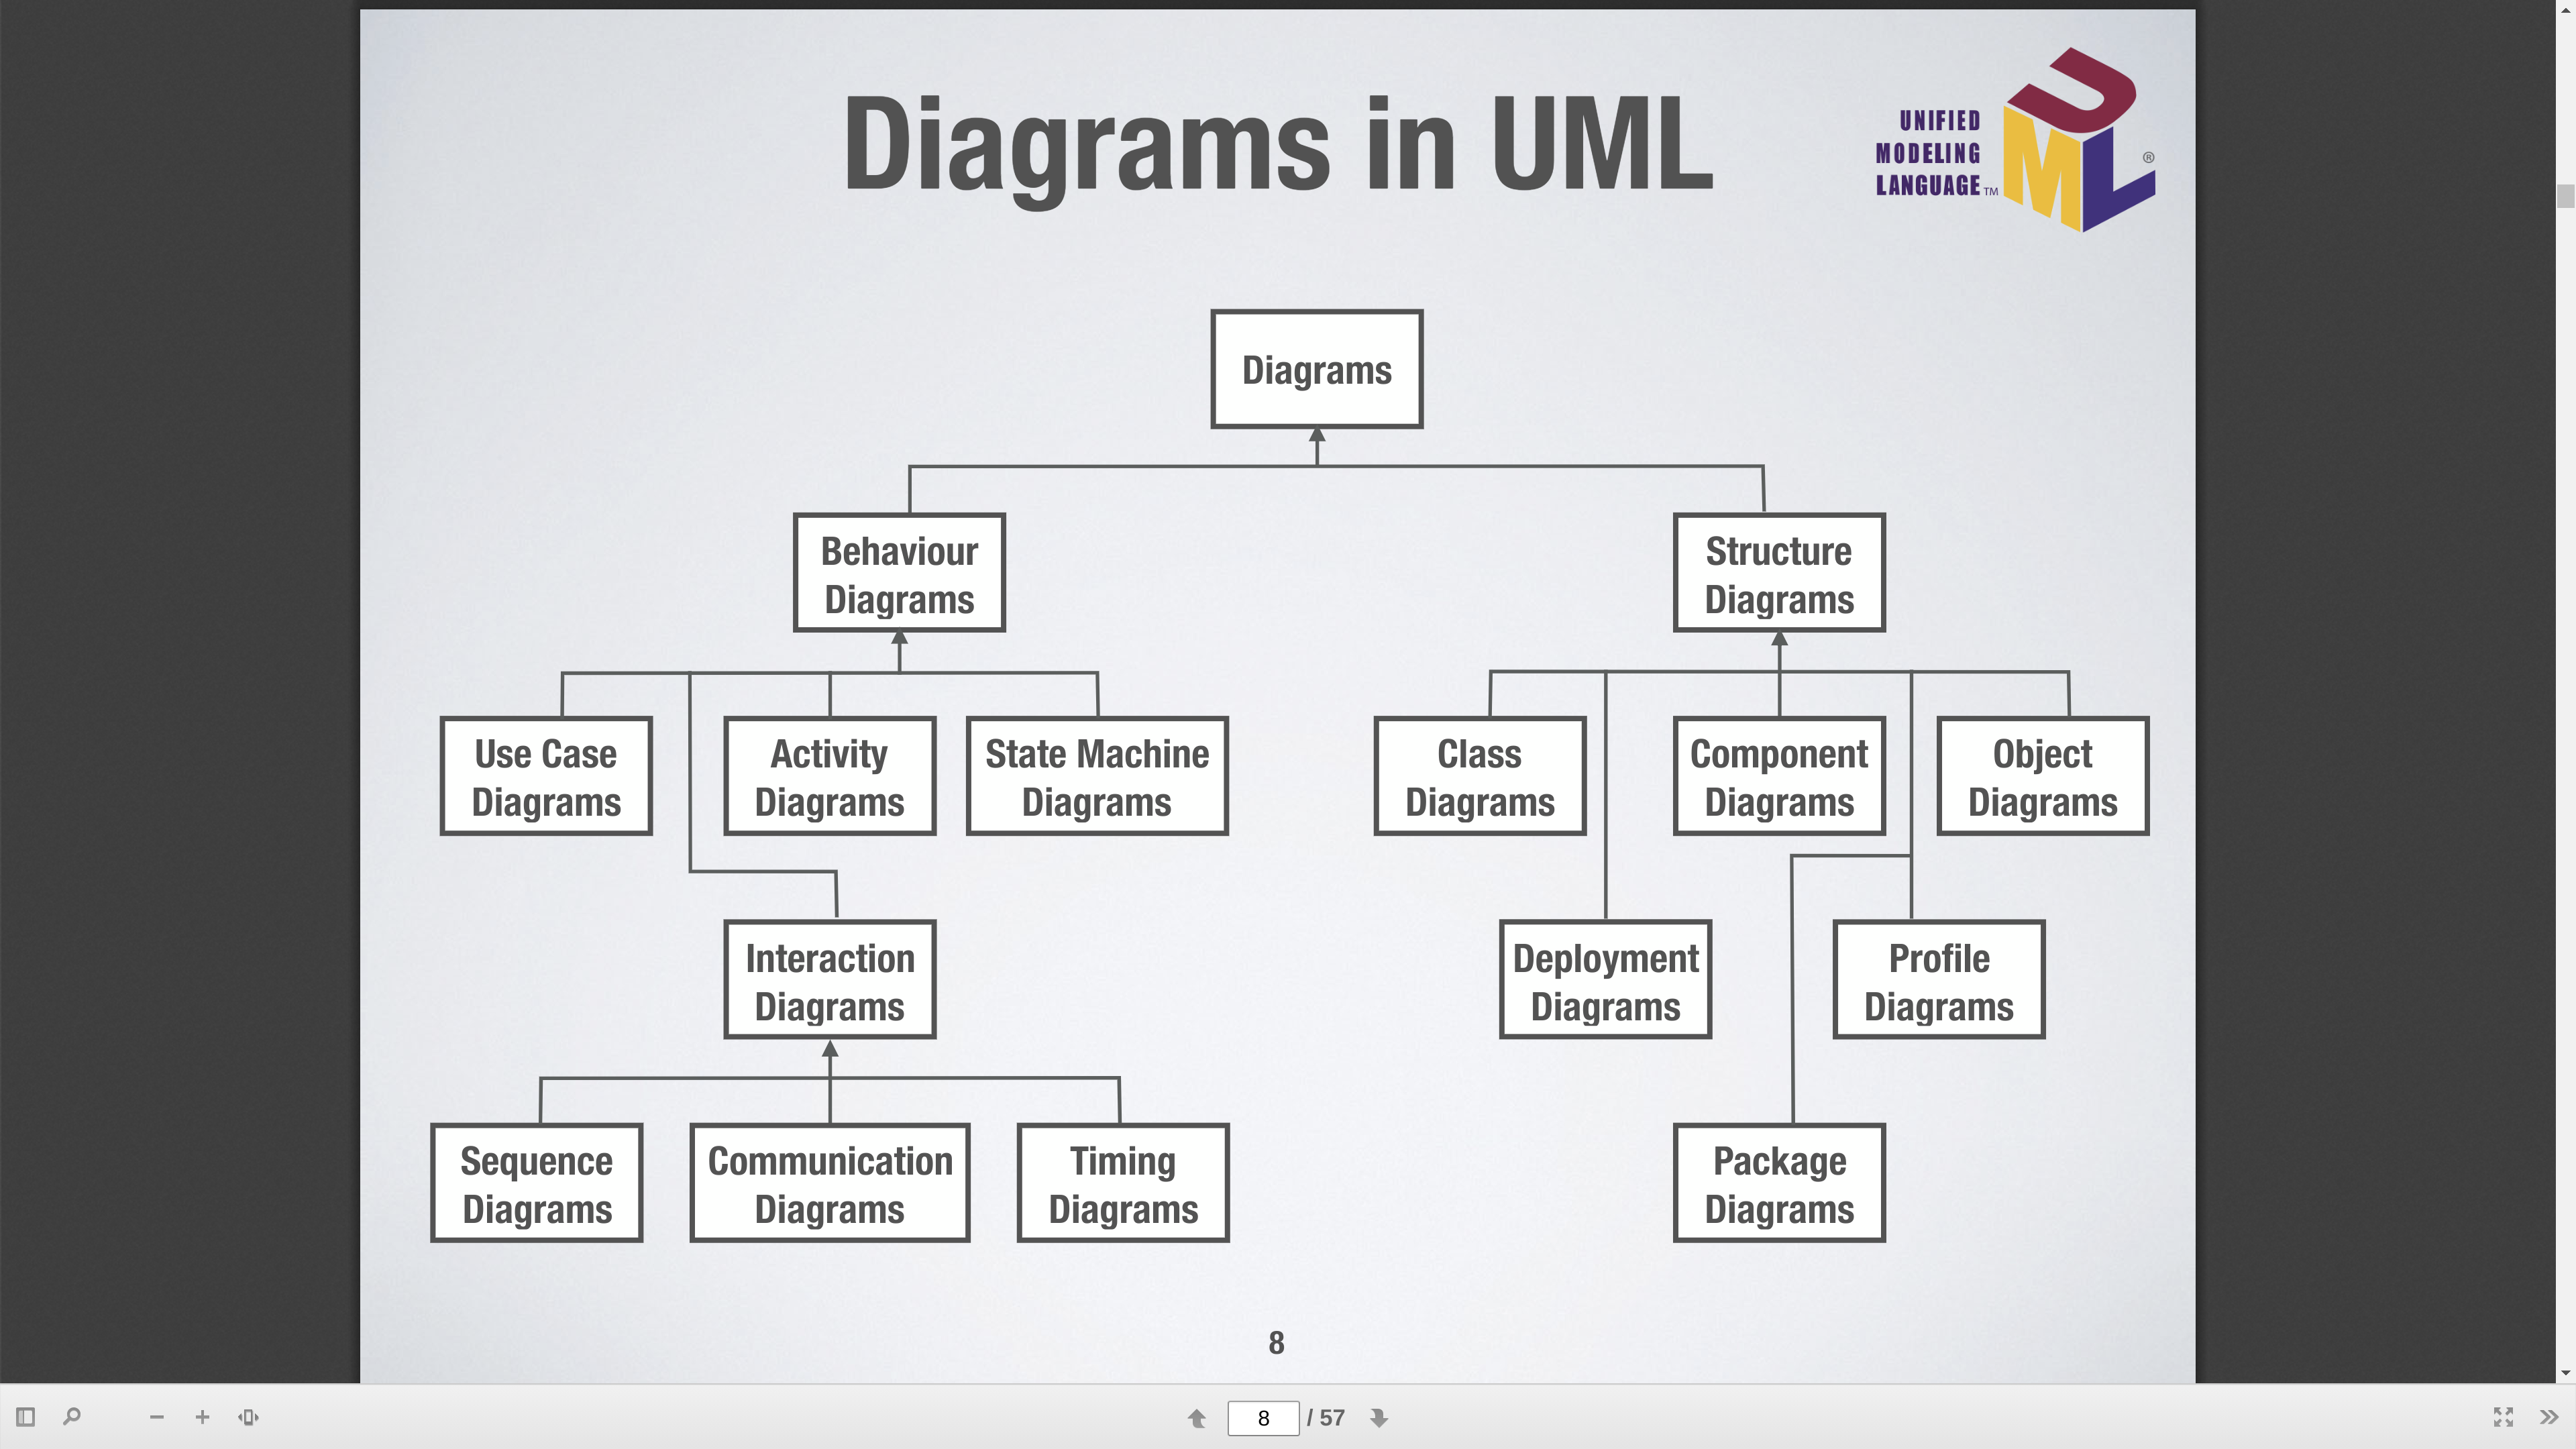 Diagrams in UML
UNIFIED
MODELING
LANGUAGE TM
UML ®
Diagrams
Behaviour
Diagrams
Structure
Diagrams
Use Case
Diagrams
Activity
Diagrams
State Machine
Diagrams
Class
Diagrams
Component
Diagrams
Object
Diagrams
Interaction
Diagrams
Deployment
Diagrams
Profile
Diagrams
Sequence
Diagrams
Communication
Diagrams
Timing
Diagrams
Package
Diagrams
8
8 / 57